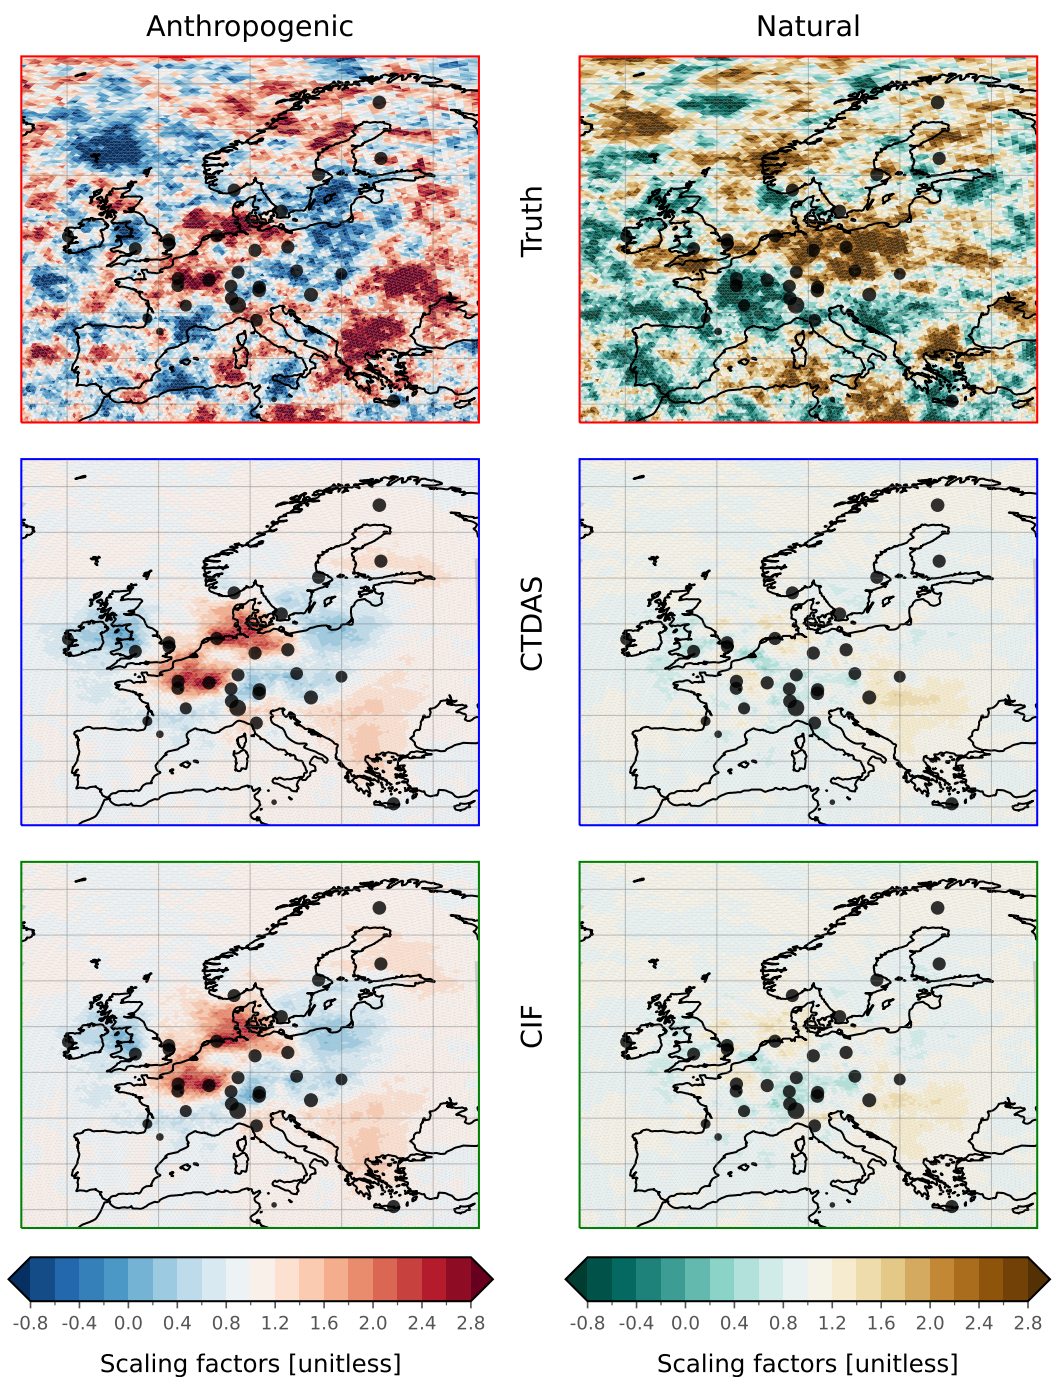 Anthropogenic Natural
Truth
CTDAS
CIF
-0.8 -0.4 0.0 0.4 0.8 1.2 1.6 2.0 2.4 2.8 -0.8 -0.4 0.0 0.4 0.8 1.2 1.6 2.0 2.4 2.8
Scaling factors [unitless] Scaling factors [unitless]